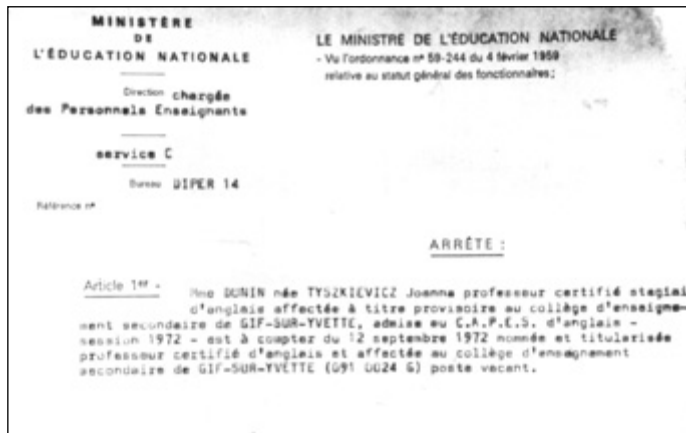 MINISTÈRE
DE
L'ÉDUCATION NATIONALE
Direction chargée
des Personnels Enseignants
service C
Bureau DIPER 14
Référence nº
LE MINISTRE DE L'ÉDUCATION NATIONALE
- Vu l'ordonnance nº 59-244 du 4 février 1959
relative au statut général des fonctionnaires;
ARRÊTE :
Article 1er - Mme DUNIN née TYSZKIEVICZ Joanna professeur certifié stagiai
d'anglais affectée à titre provisoire au collège d'enseigne-
ment secondaire de GIF-SUR-YVETTE, admise au C.A.P.E.S. d'anglais -
session 1972 - est à compter du 12 septembre 1972 nommée et titularisée
professeur certifié d'anglais et affectée au collège d'ensegnement
secondaire de GIF-SUR-YVETTE (091 0024 G) poste vacant.